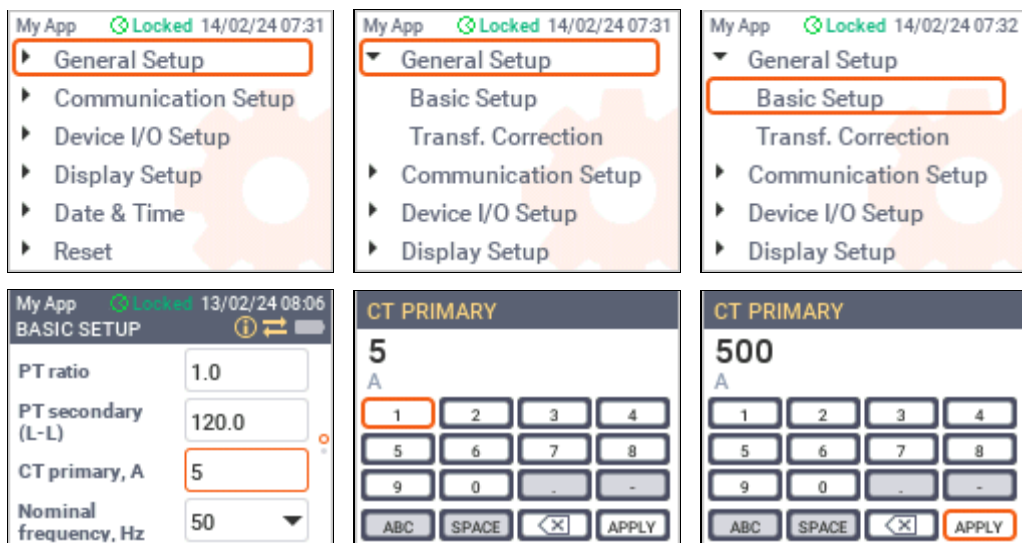 My App Locked 14/02/24 07:31
General Setup
Communication Setup
Device I/O Setup
Display Setup
Date & Time
Reset
My App Locked 14/02/24 07:31
General Setup
Basic Setup
Transf. Correction
Communication Setup
Device I/O Setup
Display Setup
My App Locked 14/02/24 07:32
General Setup
Basic Setup
Transf. Correction
Communication Setup
Device I/O Setup
Display Setup
My App Locked 13/02/24 08:06
BASIC SETUP
PT ratio 1.0
PT secondary
(L-L) 120.0
CT primary, A 5
Nominal
frequency, Hz 50
CT PRIMARY
5
A
1 2 3 4
5 6 7 8
9 0 . -
ABC SPACE APPLY
CT PRIMARY
500
A
1 2 3 4
5 6 7 8
9 0 . -
ABC SPACE APPLY